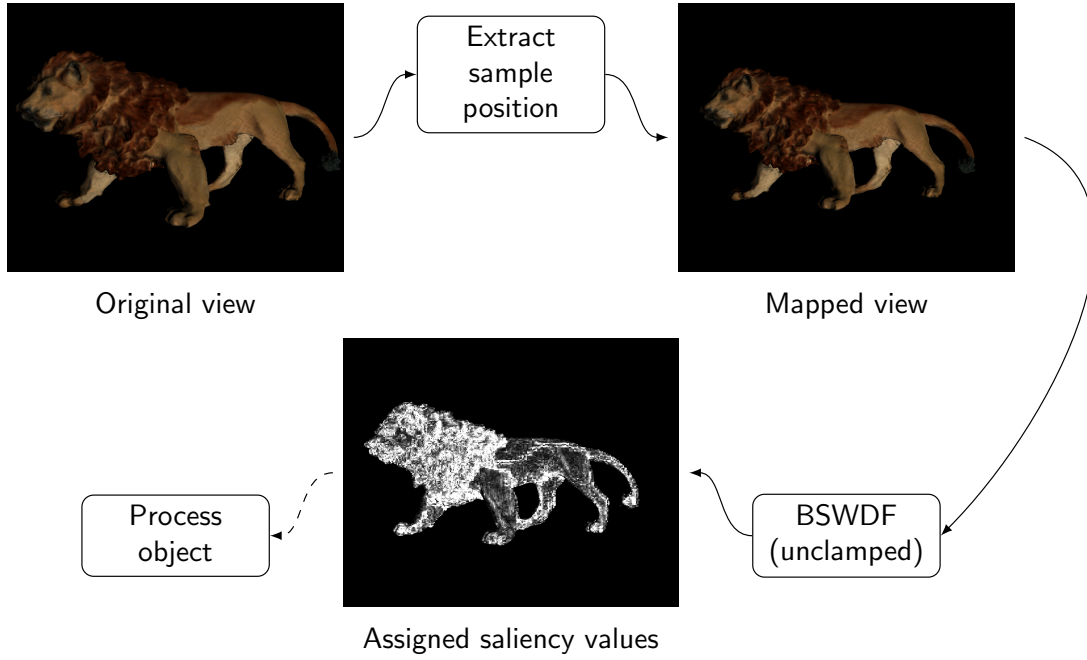 Extract
sample
position
Original view
Mapped view
Process
object
BSWDF
(unclamped)
Assigned saliency values